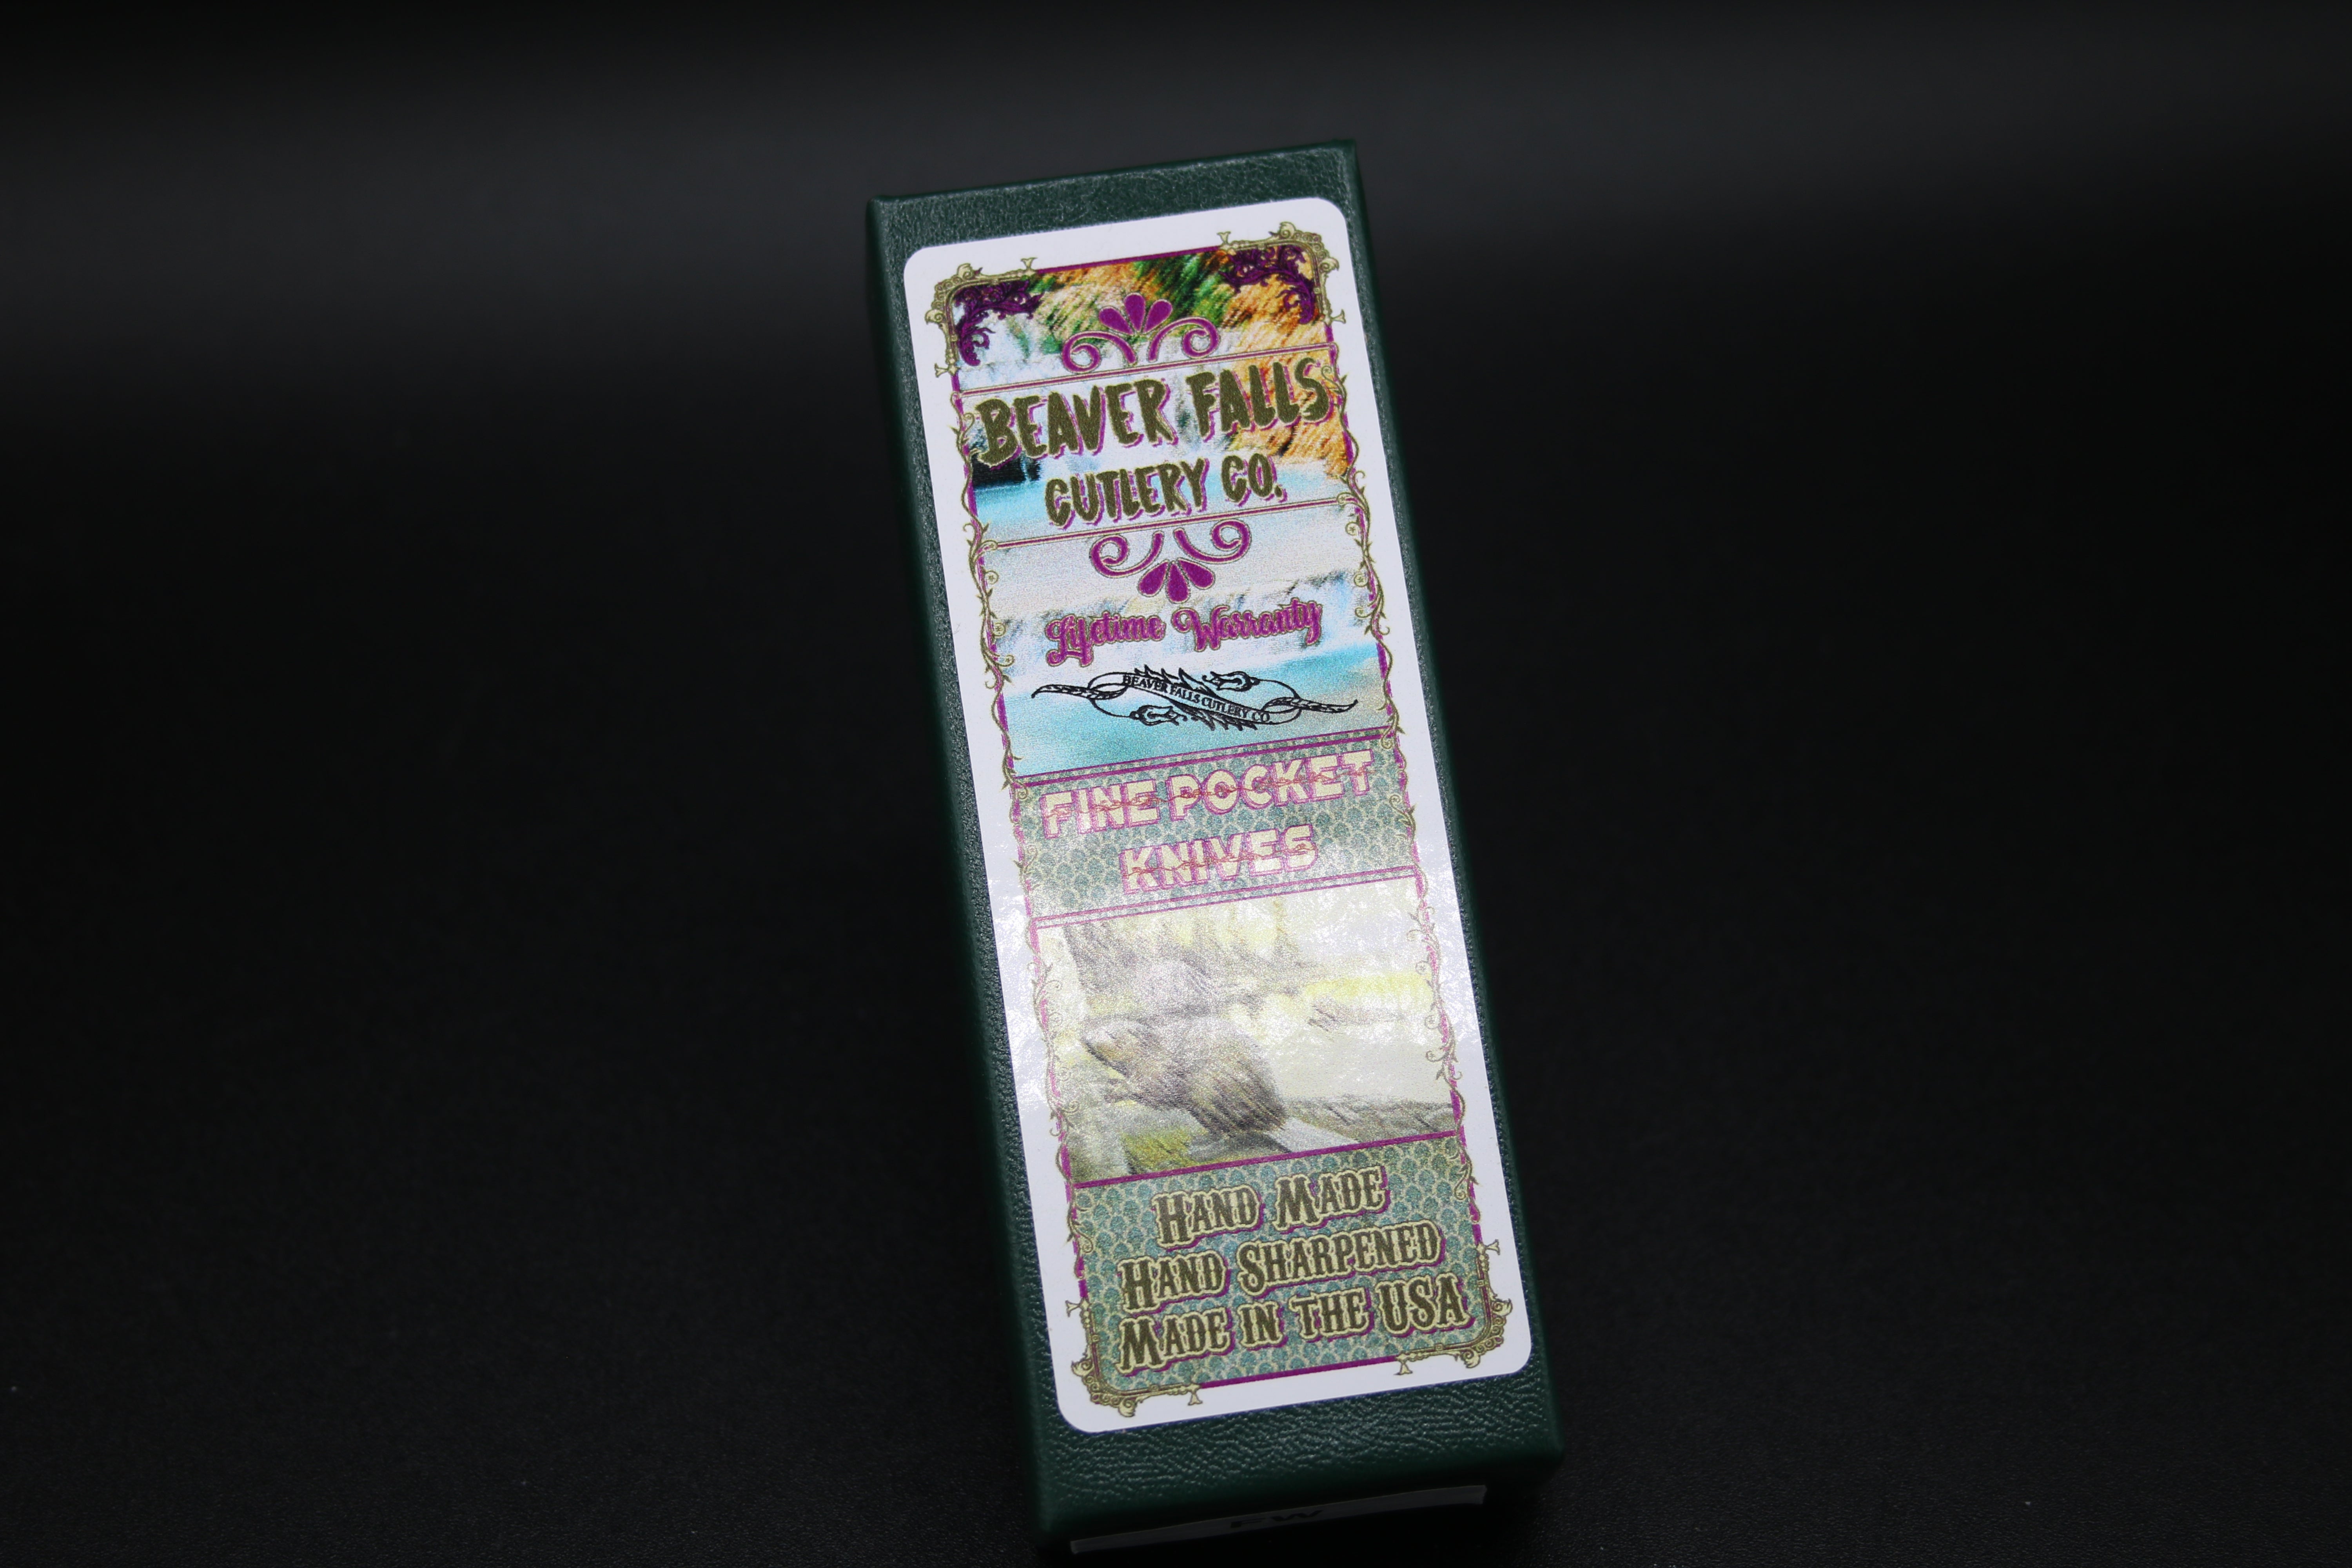 BEAVER FALLS
CUTLERY CO.
Lifetime Warranty
BEAVER FALLS CUTLERY CO.
FINE POCKET
KNIVES
HAND MADE
HAND SHARPENED
MADE IN THE USA